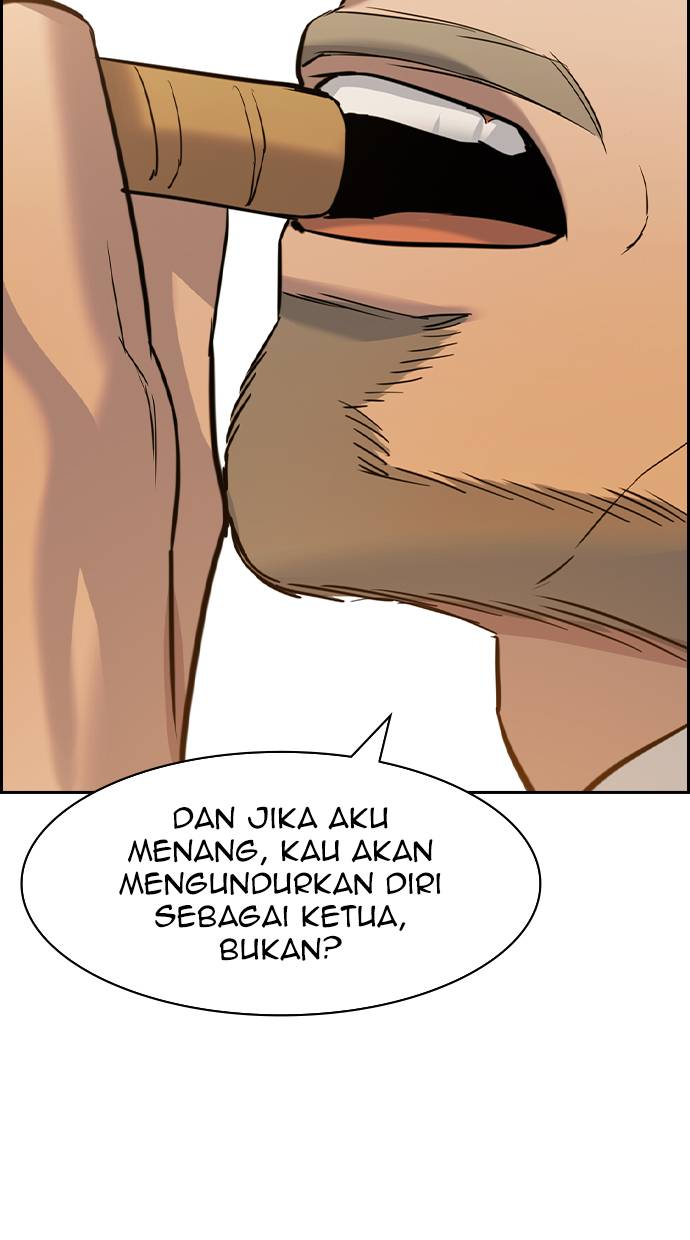 DAN JIKA AKU
MENANG, KAU AKAN
MENGUNDURKAN DIRI
SEBAGAI KETUA,
BUKAN?